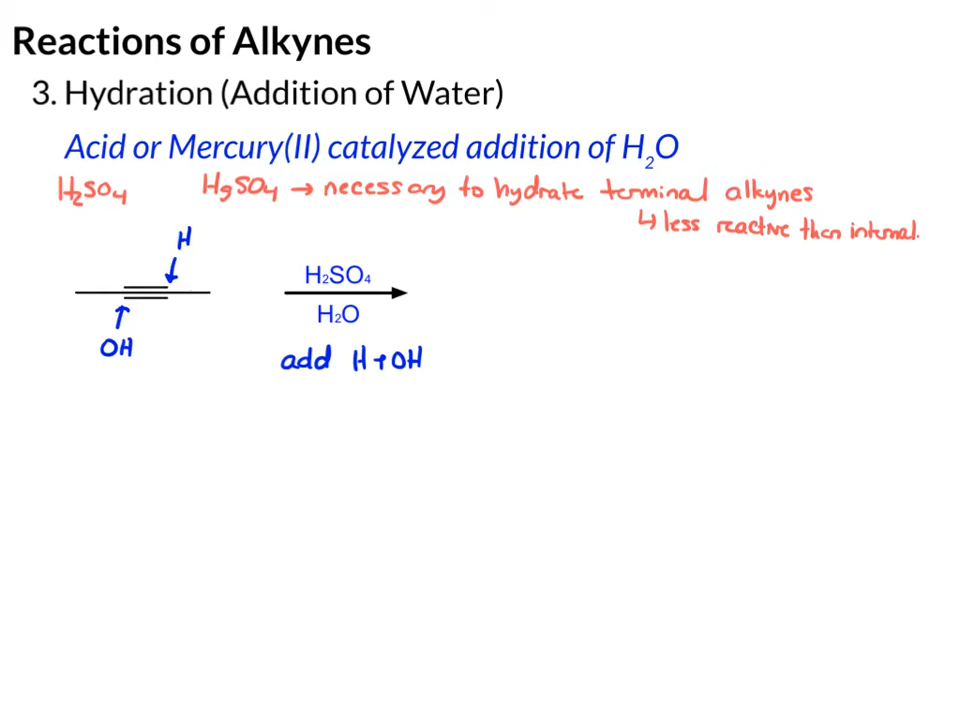 Reactions of Alkynes
3. Hydration (Addition of Water)
Acid or Mercury(II) catalyzed addition of H₂O
H₂SO₄ HgSO₄ → necessary to hydrate terminal alkynes
↳ less reactive than internal.
H
H₂SO₄
H₂O
OH
add H + OH